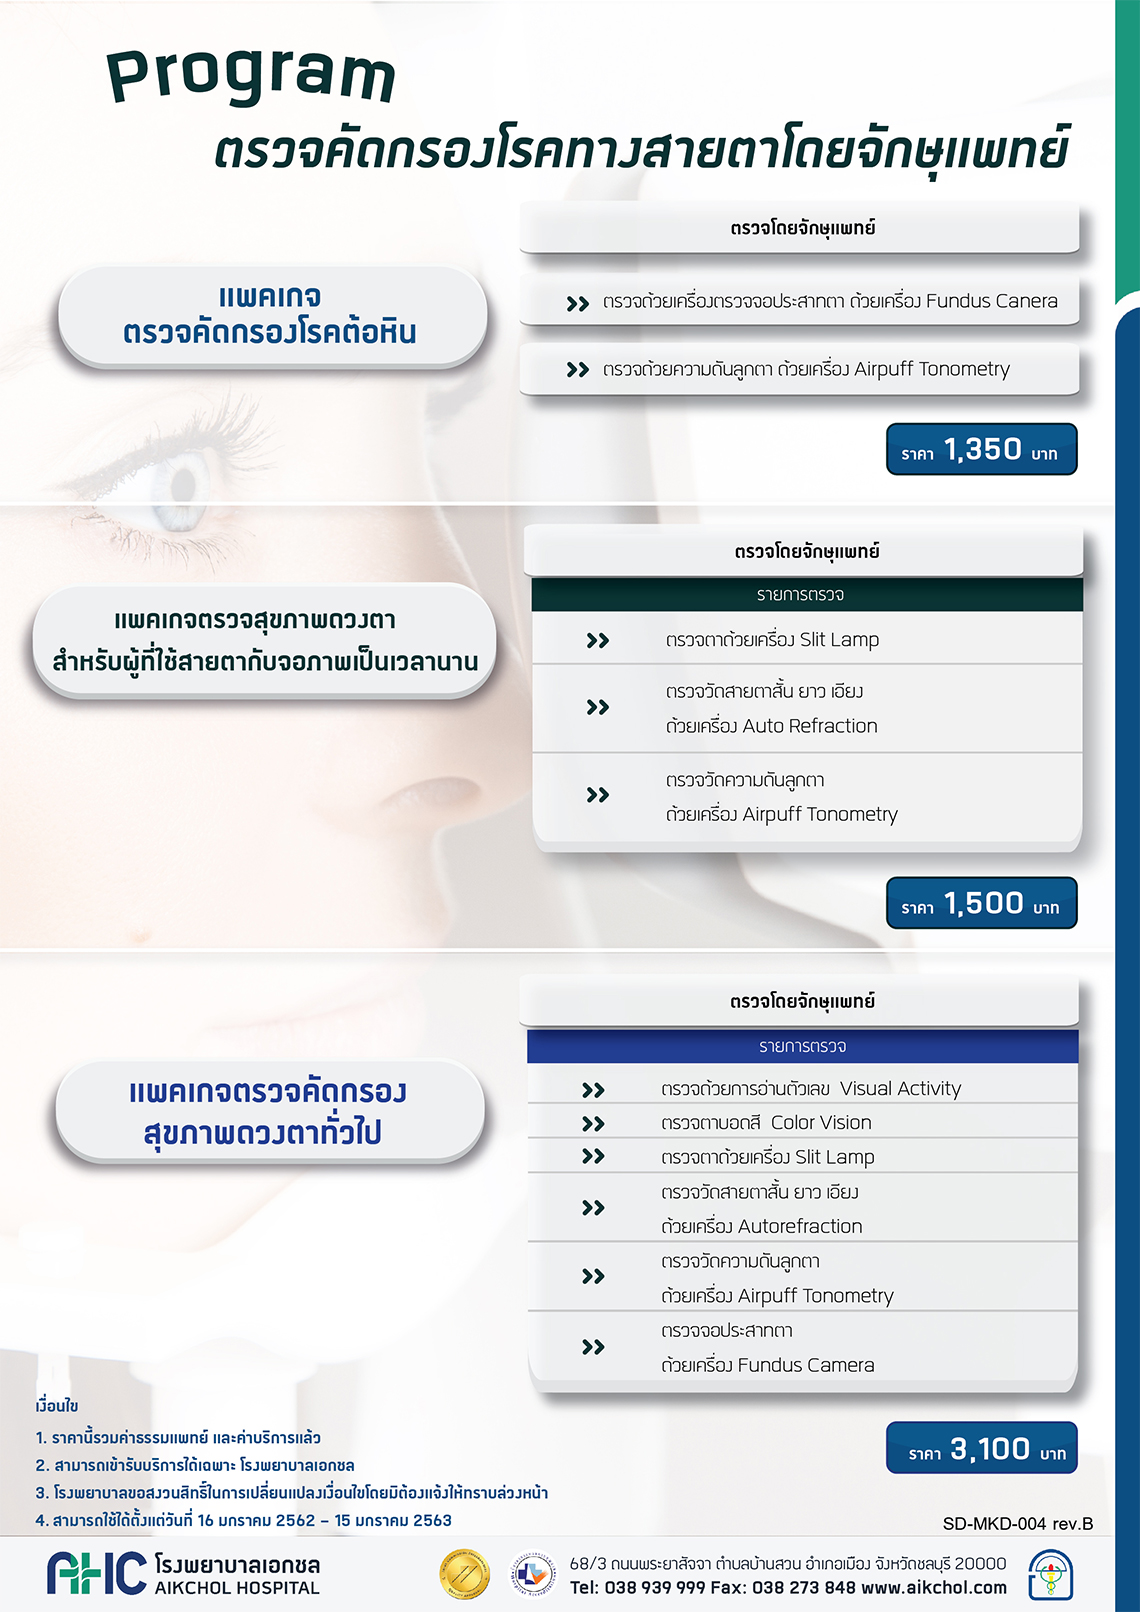 Program
ตรวจคัดกรองโรคทางสายตาโดยจักษุแพทย์
แพคเกจ
ตรวจคัดกรองโรคต้อหิน
ตรวจโดยจักษุแพทย์
ตรวจด้วยเครื่องตรวจจอประสาทตา ด้วยเครื่อง Fundus Canera
ตรวจด้วยความดันลูกตา ด้วยเครื่อง Airpuff Tonometry
ราคา 1,350 บาท
แพคเกจตรวจสุขภาพดวงตา
สำหรับผู้ที่ใช้สายตากับจอภาพเป็นเวลานาน
ตรวจโดยจักษุแพทย์
รายการตรวจ
ตรวจตาด้วยเครื่อง Slit Lamp
ตรวจวัดสายตาสั้น ยาว เอียง
ด้วยเครื่อง Auto Refraction
ตรวจวัดความดันลูกตา
ด้วยเครื่อง Airpuff Tonometry
ราคา 1,500 บาท
แพคเกจตรวจคัดกรอง
สุขภาพดวงตาทั่วไป
ตรวจโดยจักษุแพทย์
รายการตรวจ
ตรวจด้วยการอ่านตัวเลข Visual Activity
ตรวจตาบอดสี Color Vision
ตรวจตาด้วยเครื่อง Slit Lamp
ตรวจวัดสายตาสั้น ยาว เอียง
ด้วยเครื่อง Autorefraction
ตรวจวัดความดันลูกตา
ด้วยเครื่อง Airpuff Tonometry
ตรวจจอประสาทตา
ด้วยเครื่อง Fundus Camera
ราคา 3,100 บาท
เงื่อนไข
1. ราคานี้รวมค่าธรรมแพทย์ และค่าบริการแล้ว
2. สามารถเข้ารับบริการได้เฉพาะ โรงพยาบาลเอกชล
3. โรงพยาบาลขอสงวนสิทธิ์ในการเปลี่ยนแปลงเงื่อนไขโดยมิต้องแจ้งให้ทราบล่วงหน้า
4. สามารถใช้ได้ตั้งแต่วันที่ 16 มกราคม 2562 – 15 มกราคม 2563
SD-MKD-004 rev.B
AHC โรงพยาบาลเอกชล
AIKCHOL HOSPITAL
68/3 ถนนพระยาสัจจา ตำบลบ้านสวน อำเภอเมือง จังหวัดชลบุรี 20000
Tel: 038 939 999 Fax: 038 273 848 www.aikchol.com